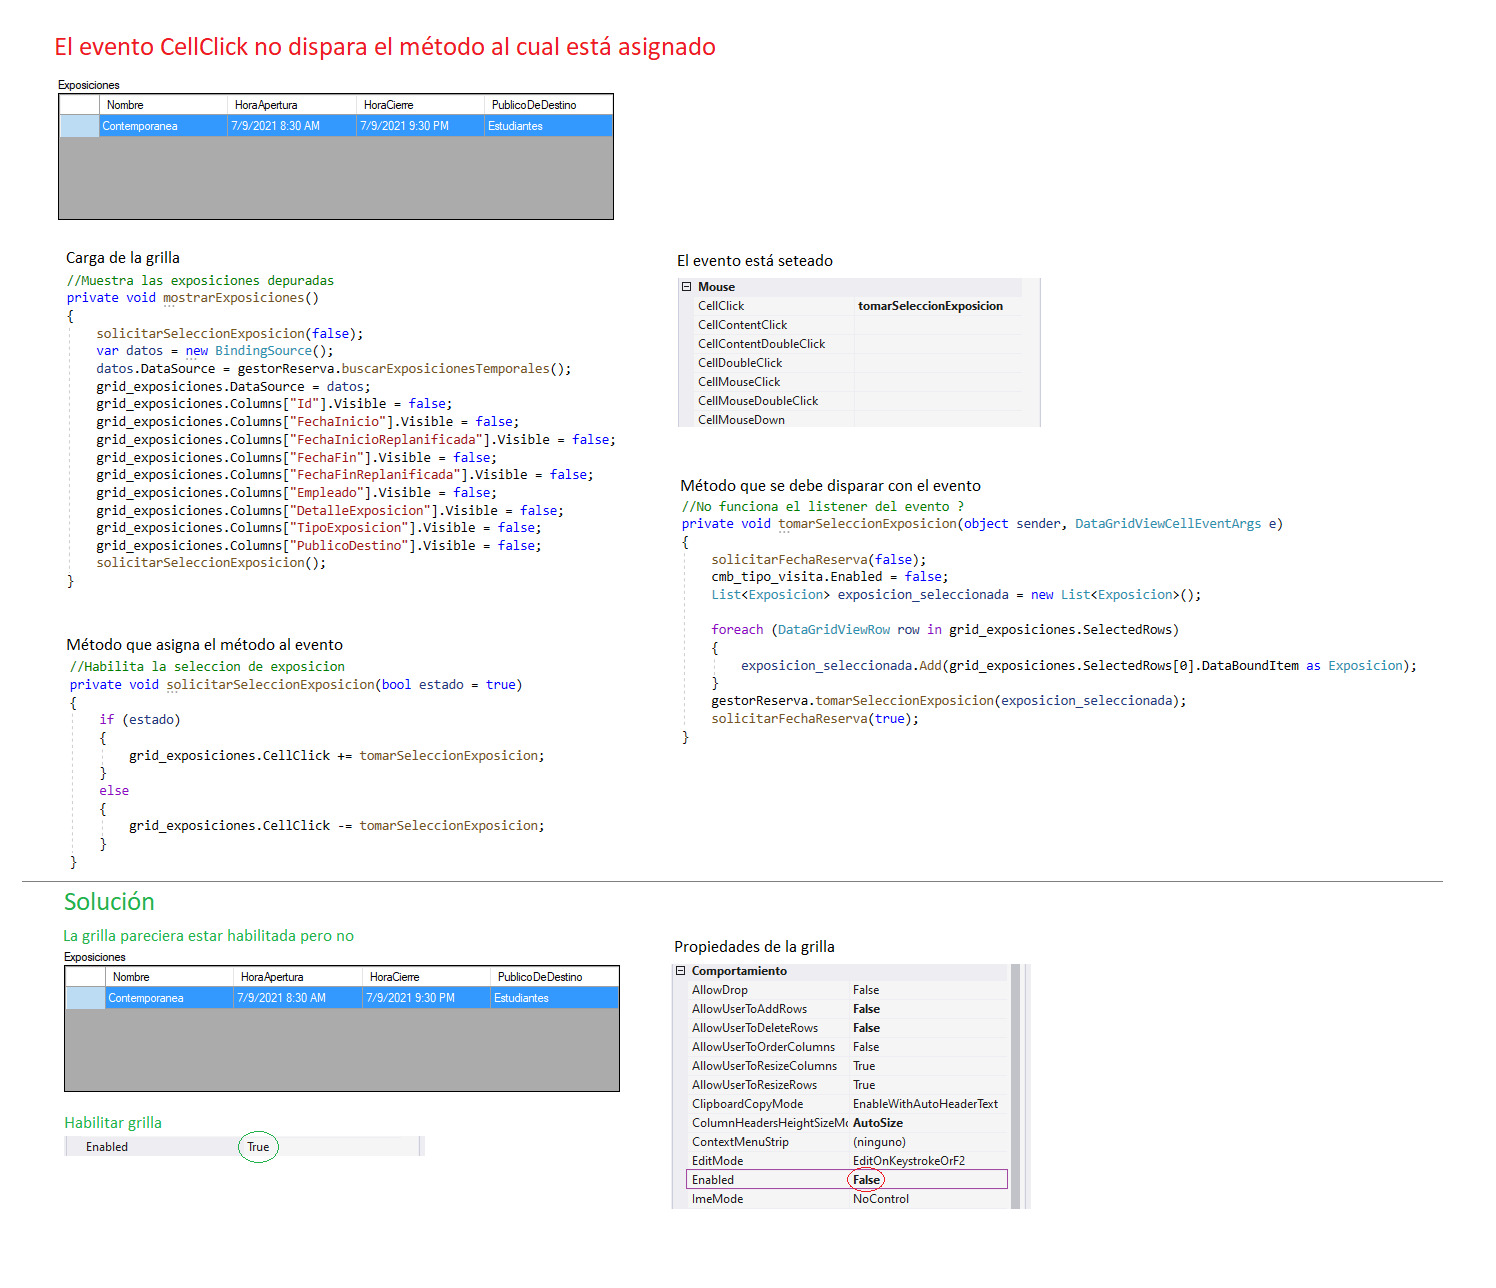 El evento CellClick no dispara el método al cual está asignado
Exposiciones
Nombre HoraApertura HoraCierre PublicoDeDestino
Contemporanea 7/9/2021 8:30 AM 7/9/2021 9:30 PM Estudiantes
Carga de la grilla
//Muestra las exposiciones depuradas
private void mostrarExposiciones()
{
solicitarSeleccionExposicion(false);
var datos = new BindingSource();
datos.DataSource = gestorReserva.buscarExposicionesTemporales();
grid_exposiciones.DataSource = datos;
grid_exposiciones.Columns["Id"].Visible = false;
grid_exposiciones.Columns["FechaInicio"].Visible = false;
grid_exposiciones.Columns["FechaInicioReplanificada"].Visible = false;
grid_exposiciones.Columns["FechaFin"].Visible = false;
grid_exposiciones.Columns["FechaFinReplanificada"].Visible = false;
grid_exposiciones.Columns["Empleado"].Visible = false;
grid_exposiciones.Columns["DetalleExposicion"].Visible = false;
grid_exposiciones.Columns["TipoExposicion"].Visible = false;
grid_exposiciones.Columns["PublicoDestino"].Visible = false;
solicitarSeleccionExposicion();
}
Método que asigna el método al evento
//Habilita la seleccion de exposicion
private void solicitarSeleccionExposicion(bool estado = true)
{
if (estado)
{
grid_exposiciones.CellClick += tomarSeleccionExposicion;
}
else
{
grid_exposiciones.CellClick -= tomarSeleccionExposicion;
}
}
El evento está seteado
Mouse
CellClick tomarSeleccionExposicion
CellContentClick
CellContentDoubleClick
CellDoubleClick
CellMouseClick
CellMouseDoubleClick
CellMouseDown
Método que se debe disparar con el evento
//No funciona el listener del evento ?
private void tomarSeleccionExposicion(object sender, DataGridViewCellEventArgs e)
{
solicitarFechaReserva(false);
cmb_tipo_visita.Enabled = false;
List<Exposicion> exposicion_seleccionada = new List<Exposicion>();
foreach (DataGridViewRow row in grid_exposiciones.SelectedRows)
{
exposicion_seleccionada.Add(grid_exposiciones.SelectedRows[0].DataBoundItem as Exposicion);
}
gestorReserva.tomarSeleccionExposicion(exposicion_seleccionada);
solicitarFechaReserva(true);
}
Solución
La grilla pareciera estar habilitada pero no
Exposiciones
Nombre HoraApertura HoraCierre PublicoDeDestino
Contemporanea 7/9/2021 8:30 AM 7/9/2021 9:30 PM Estudiantes
Habilitar grilla
Enabled True
Propiedades de la grilla
Comportamiento
AllowDrop False
AllowUserToAddRows False
AllowUserToDeleteRows False
AllowUserToOrderColumns False
AllowUserToResizeColumns True
AllowUserToResizeRows True
ClipboardCopyMode EnableWithAutoHeaderText
ColumnHeadersHeightSizeMo AutoSize
ContextMenuStrip (ninguno)
EditMode EditOnKeystrokeOrF2
Enabled False
ImeMode NoControl